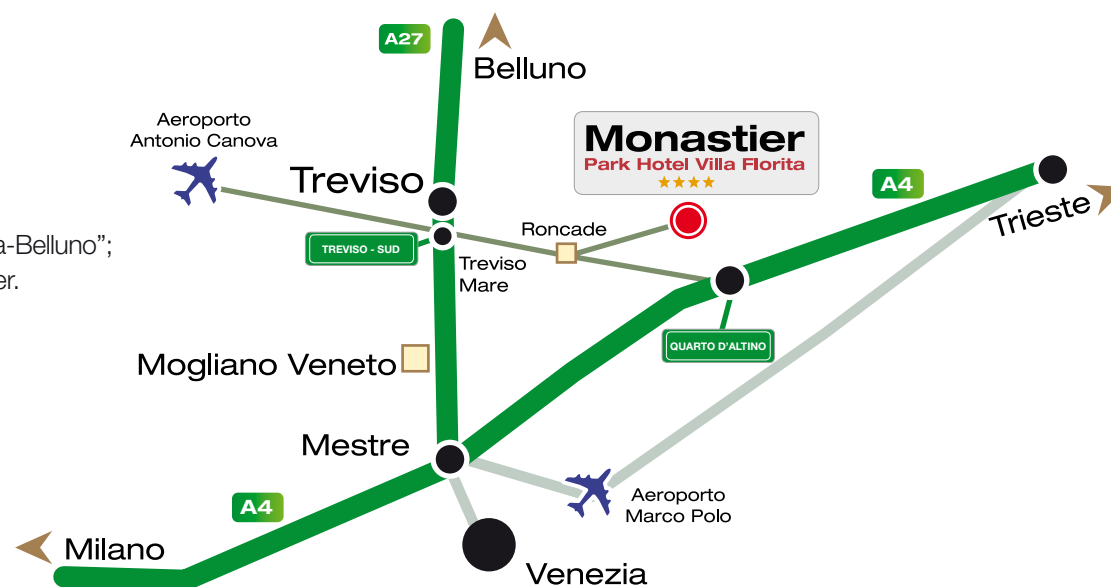 A27
Belluno
Aeroporto
Antonio Canova
Monastier
Park Hotel Villa Florita
Treviso
A4
Trieste
Roncade
a-Belluno”;
er.
TREVISO - SUD
Treviso
Mare
QUARTO D'ALTINO
Mogliano Veneto
Mestre
Aeroporto
Marco Polo
A4
Milano
Venezia